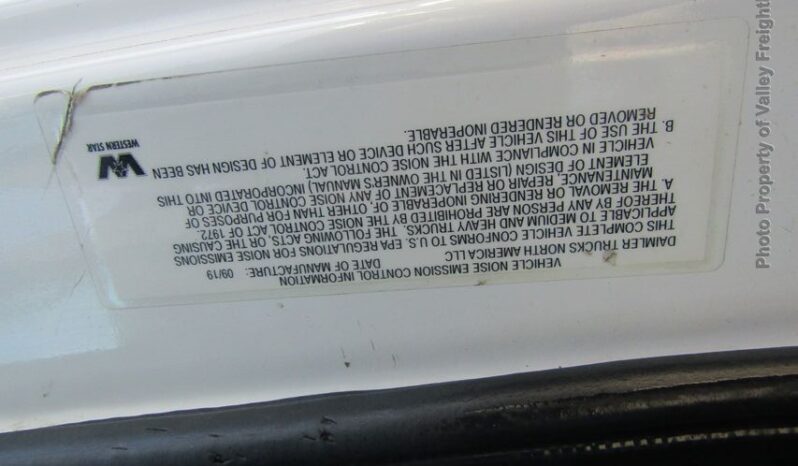 VEHICLE NOISE EMISSION CONTROL INFORMATION
DAIMLER TRUCKS NORTH AMERICA LLC
DATE OF MANUFACTURE: 09/19
THIS COMPLETE VEHICLE CONFORMS TO U.S. EPA REGULATIONS FOR NOISE EMISSIONS
APPLICABLE TO MEDIUM AND HEAVY TRUCKS. THE FOLLOWING ACTS, OR THE CAUSING
THEREOF BY ANY PERSON ARE PROHIBITED BY THE NOISE CONTROL ACT OF 1972
A. THE REMOVAL OR RENDERING INOPERABLE, OTHER THAN FOR PURPOSES OF
MAINTENANCE, REPAIR, OR REPLACEMENT OF ANY NOISE CONTROL DEVICE OR
ELEMENT OF DESIGN (LISTED IN THE OWNER'S MANUAL) INCORPORATED INTO THIS
VEHICLE IN COMPLIANCE WITH THE NOISE CONTROL ACT.
B. THE USE OF THIS VEHICLE AFTER SUCH DEVICE OR ELEMENT OF DESIGN HAS BEEN
REMOVED OR RENDERED INOPERABLE.
WESTERN STAR
Photo Property of Valley